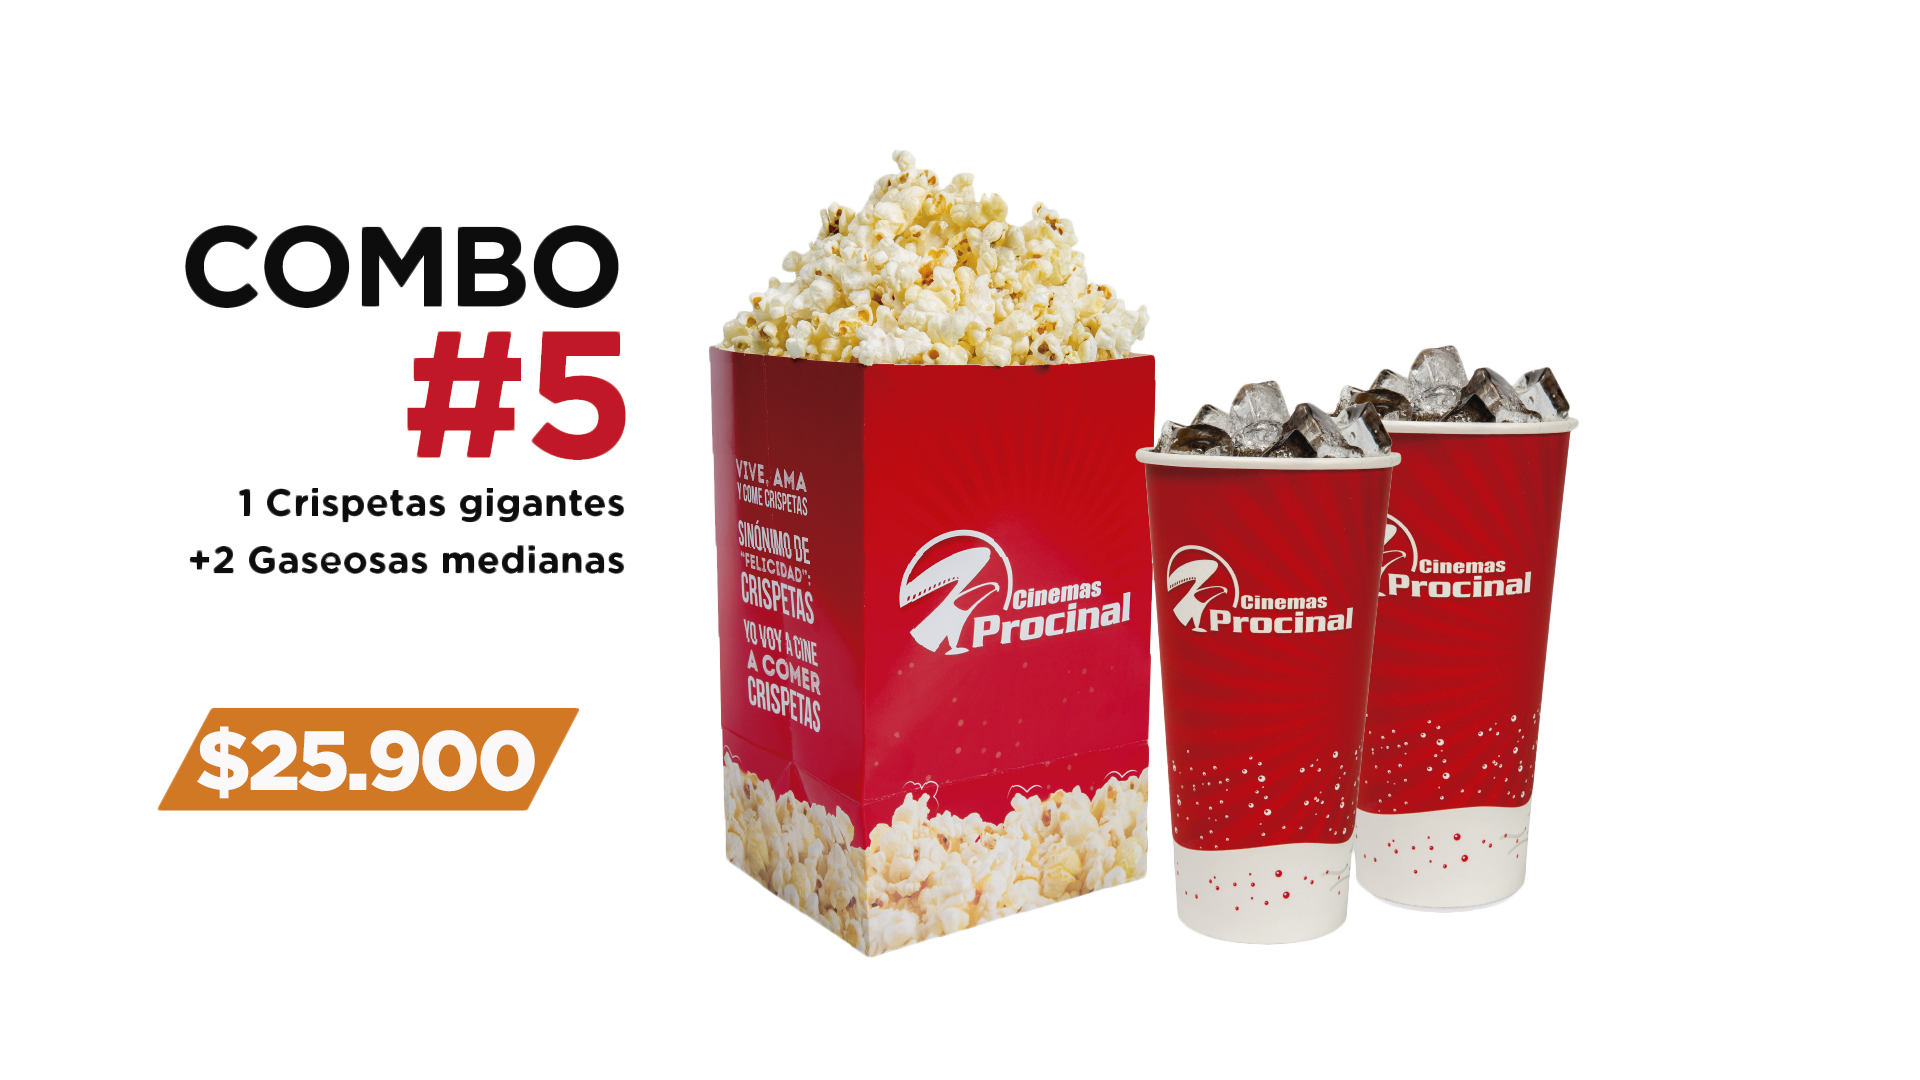 COMBO
#5
1 Crispetas gigantes
+2 Gaseosas medianas
$25.900
VIVE, AMA
Y COME CRISPETAS
SINÓNIMO DE
"FELICIDAD":
CRISPETAS
YO VOY A CINE
A COMER
CRISPETAS
Cinemas
Procinal
Cinemas
Procinal
Cinemas
Procinal